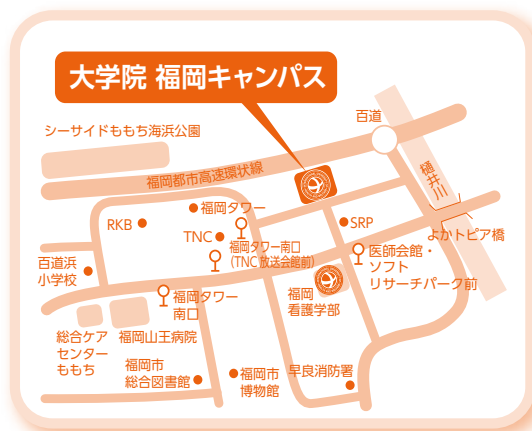 大学院 福岡キャンパス
百道
シーサイドももち海浜公園
福岡都市高速環状線
樋井川
福岡タワー
RKB
TNC
SRP
よかトピア橋
福岡タワー南口
(TNC放送会館前)
医師会館・
ソフト
リサーチパーク前
百道浜
小学校
福岡タワー
南口
福岡
看護学部
総合ケア
センター
ももち
福岡山王病院
福岡市
総合図書館
福岡市
博物館
早良消防署